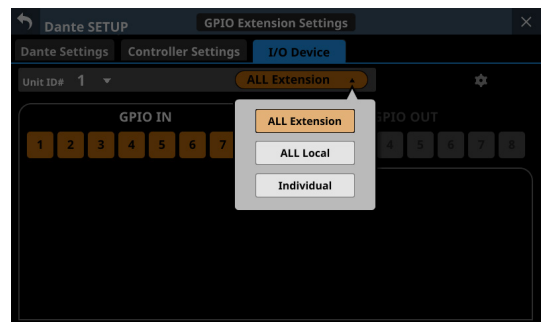 Dante SETUP
GPIO Extension Settings
Dante Settings
Controller Settings
I/O Device
Unit ID# 1
ALL Extension
GPIO IN
GPIO OUT
1 2 3 4 5 6 7
4 5 6 7 8
ALL Extension
ALL Local
Individual